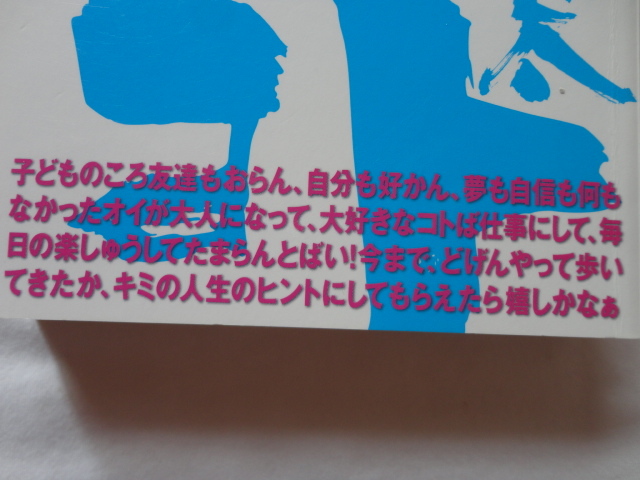 子どものころ友達もおらん、自分も好かん、夢も自信も何も
なかったオイが大人になって、大好きなコトば仕事にして、毎
日の楽しゅうしてたまらんとばい!今まで、どげんやって歩い
てきたか、キミの人生のヒントにしてもらえたら嬉しかなぁ